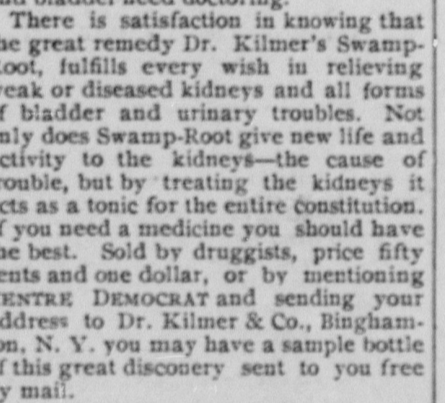 and bladder need doctoring.
There is satisfaction in knowing that
he great remedy Dr. Kilmer's Swamp-
Root, fulfills every wish in relieving
eak or diseased kidneys and all forms
f bladder and urinary troubles. Not
nly does Swamp-Root give new life and
ctivity to the kidneys—the cause of
rouble, but by treating the kidneys it
cts as a tonic for the entire constitution.
f you need a medicine you should have
he best. Sold by druggists, price fifty
ents and one dollar, or by mentioning
ENTRE DEMOCRAT and sending your
ddress to Dr. Kilmer & Co., Bingham-
on, N. Y. you may have a sample bottle
f this great disconery sent to you free
y mail.